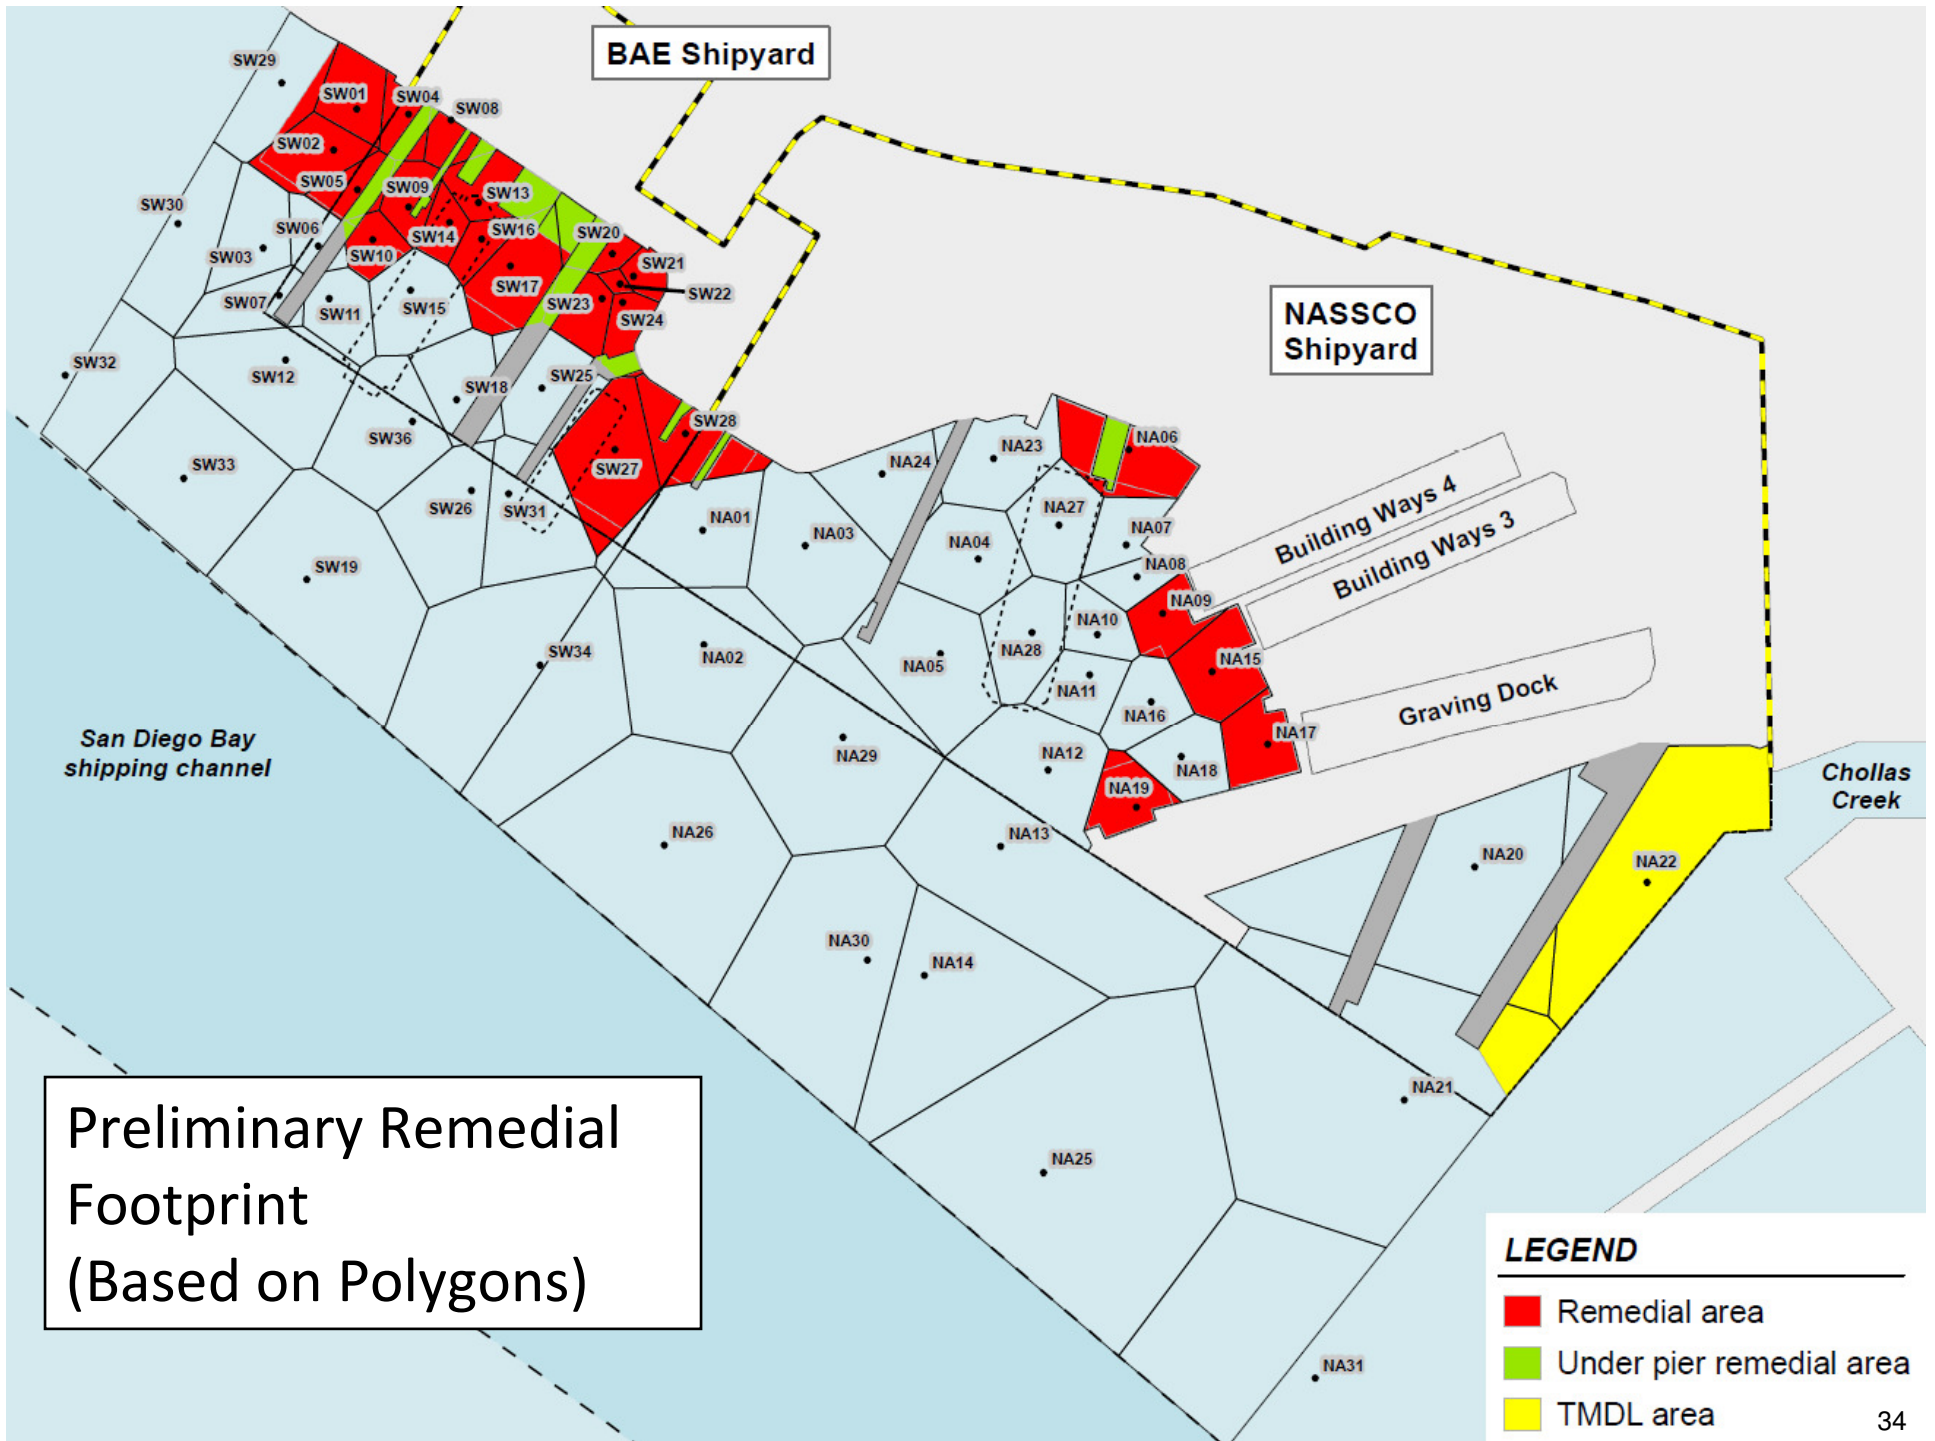 BAE Shipyard
SW29
SW01
SW04
SW08
SW02
SW05
SW09
SW13
SW30
SW06
SW03
SW10
SW14
SW16
SW20
SW21
SW22
SW07
SW11
SW15
SW17
SW23
SW24
NASSCO
Shipyard
SW32
SW12
SW18
SW25
SW36
SW28
SW33
SW27
SW26
SW31
NA24
NA23
NA06
NA27
NA01
NA03
NA04
NA07
NA08
Building Ways 4
Building Ways 3
SW19
NA09
NA10
SW34
NA02
NA05
NA28
NA11
NA15
NA16
Graving Dock
NA17
San Diego Bay
shipping channel
NA29
NA12
NA18
NA19
Chollas
Creek
NA26
NA13
NA20
NA22
NA30
NA14
NA21
NA25
NA31
Preliminary Remedial
Footprint
(Based on Polygons)
LEGEND
Remedial area
Under pier remedial area
TMDL area
34